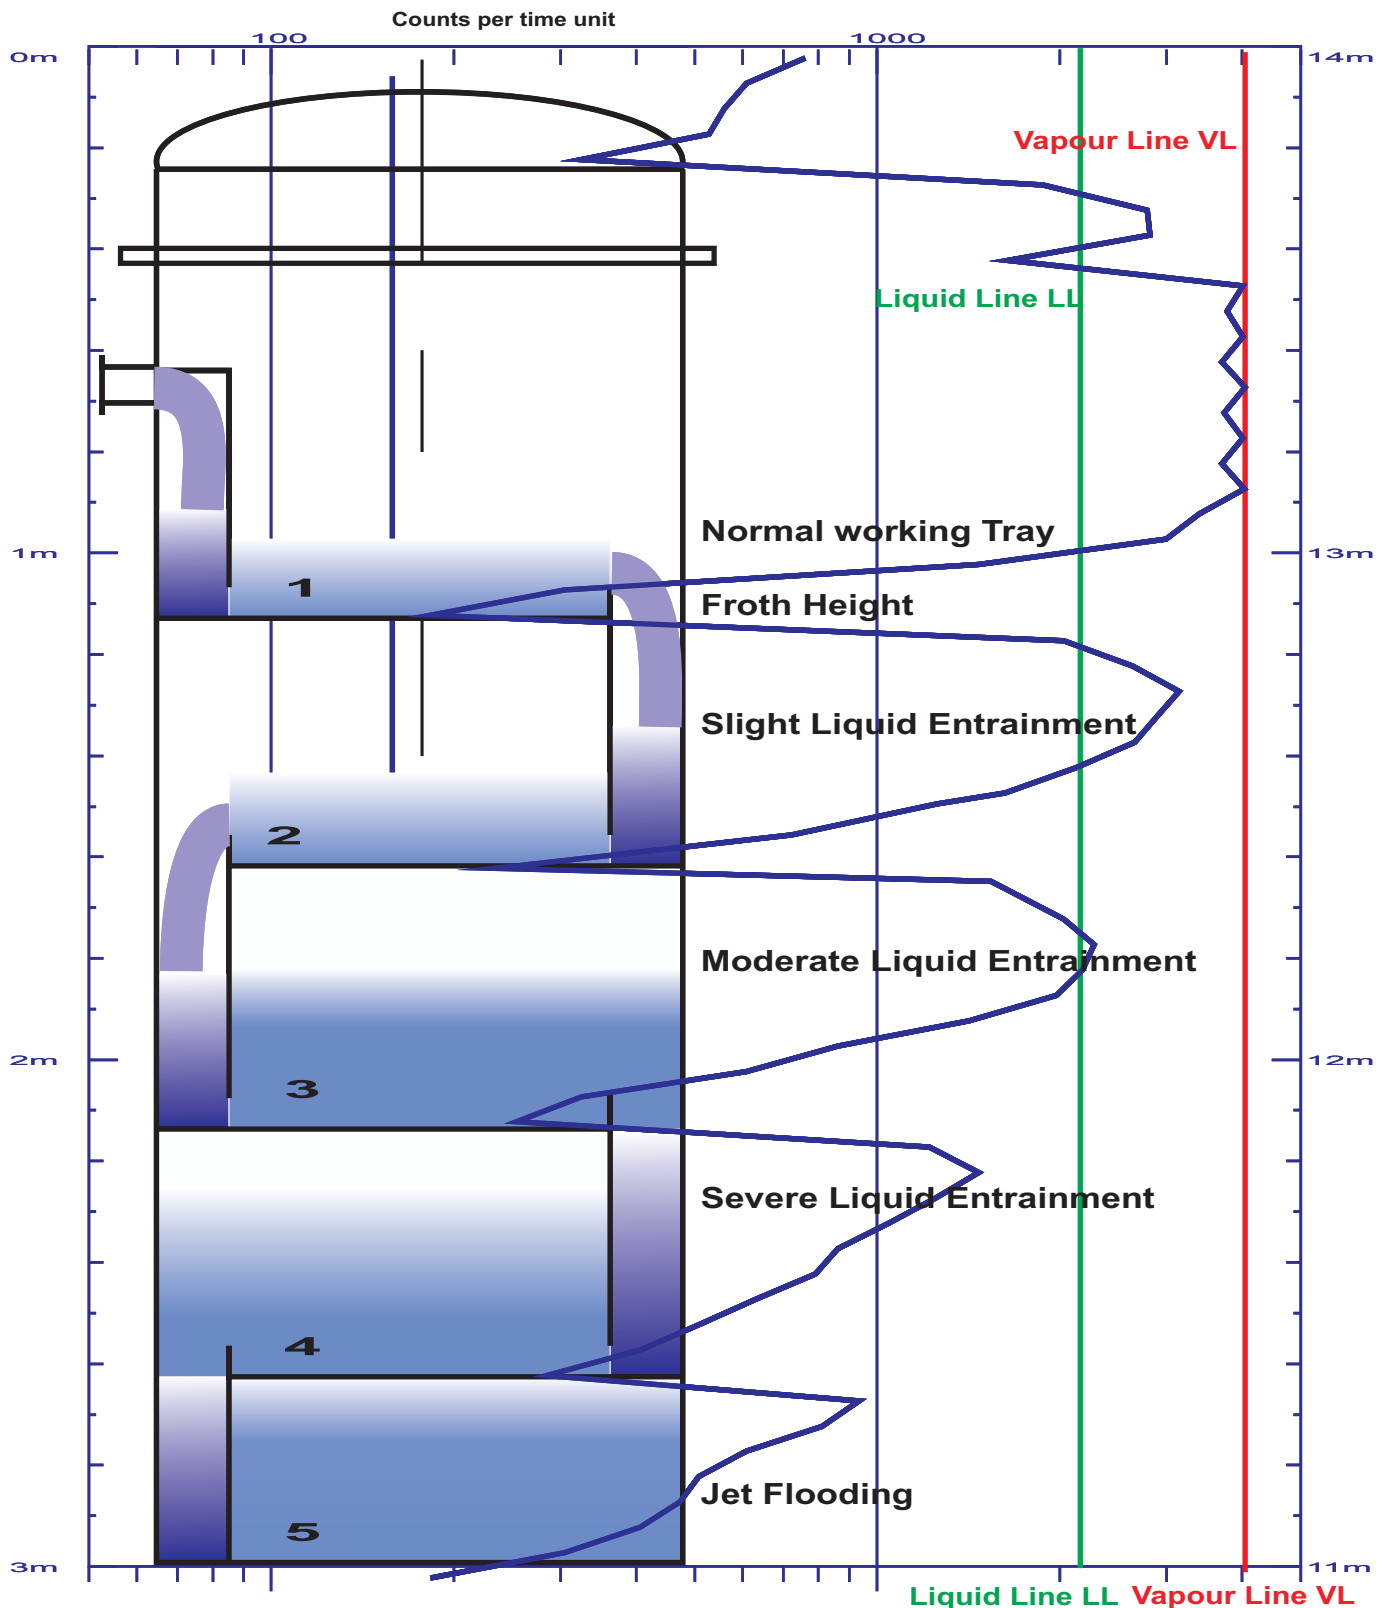 Counts per time unit
100 1000
0m 14m
Vapour Line VL
Liquid Line LL
Normal working Tray
1m 13m
1
Froth Height
Slight Liquid Entrainment
2
Moderate Liquid Entrainment
2m 12m
3
Severe Liquid Entrainment
4
Jet Flooding
5
3m 11m
Liquid Line LL Vapour Line VL